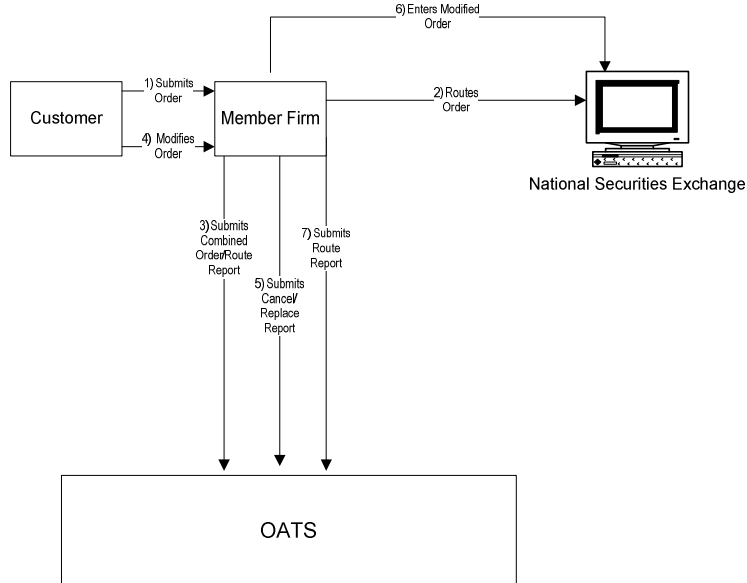 6) Enters Modified
Order
1) Submits
Order
Customer
Member Firm
2) Routes
Order
4) Modifies
Order
National Securities Exchange
3) Submits
Combined
Order/Route
Report
7) Submits
Route
Report
5) Submits
Cancel/
Replace
Report
OATS